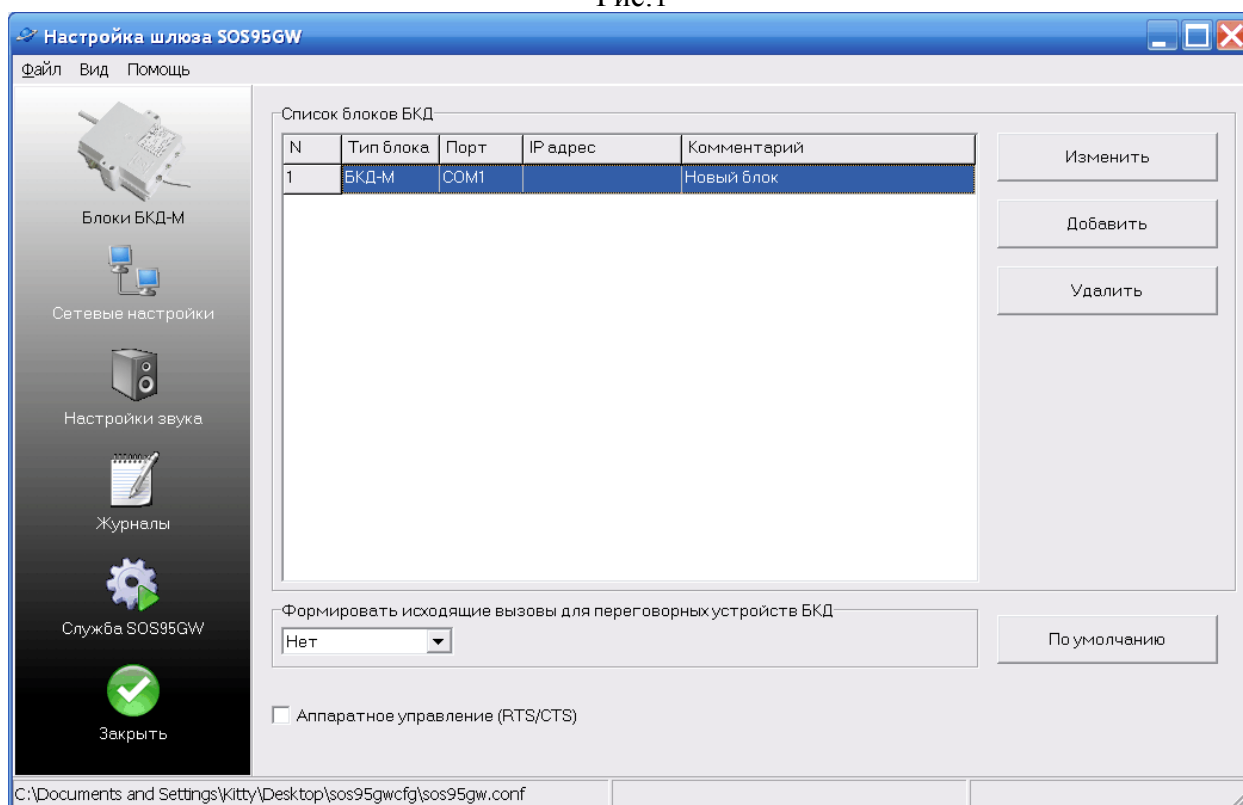 Рис.1
Настройка шлюза SOS95GW
Файл Вид Помощь
Блоки БКД-М
Сетевые настройки
Настройки звука
Журналы
Служба SOS95GW
Закрыть
Список блоков БКД
N Тип блока Порт IP адрес Комментарий
1 БКД-М COM1 Новый блок
Изменить
Добавить
Удалить
Формировать исходящие вызовы для переговорных устройств БКД
Нет
По умолчанию
Аппаратное управление (RTS/CTS)
C:\Documents and Settings\Kitty\Desktop\sos95gwcfg\sos95gw.conf